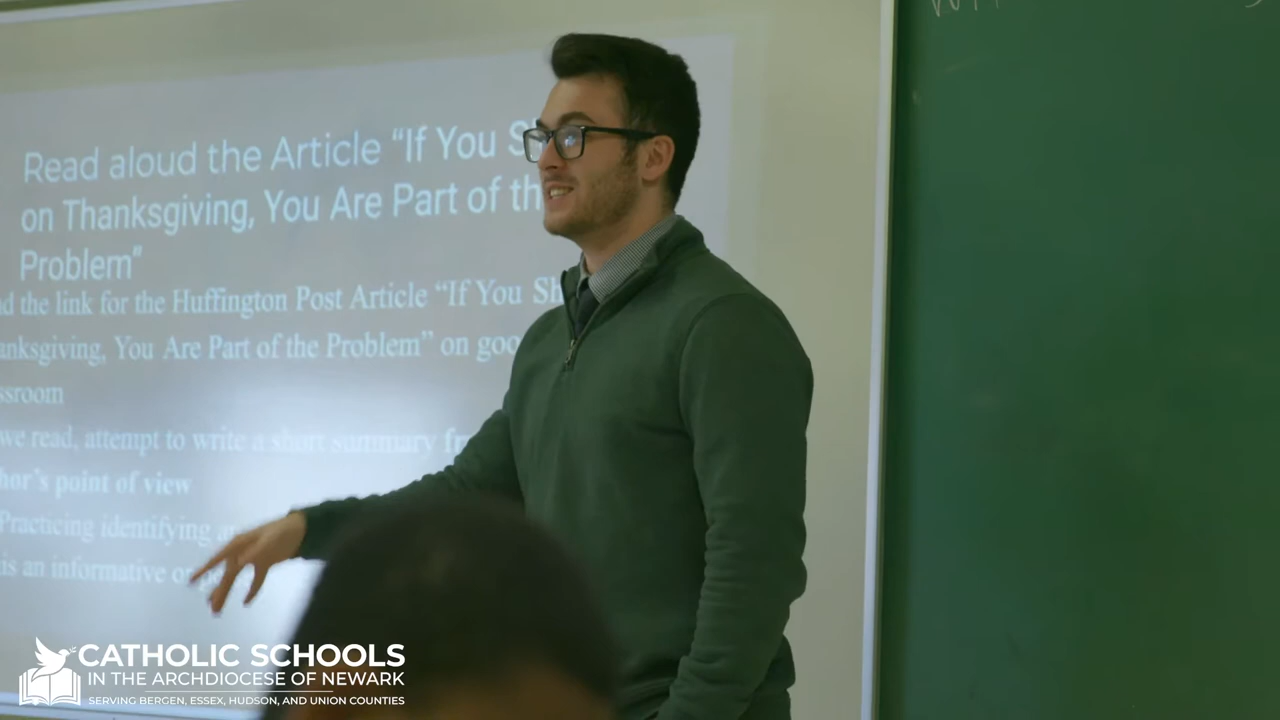 Read aloud the Article “If You S
on Thanksgiving, You Are Part of th
Problem”
the link for the Huffington Post Article “If You Sh
anksgiving, You Are Part of the Problem” on goo
ssroom
we read, attempt to write a short summary fr
hor's point of view
Practicing identifying
is an informative or
CATHOLIC SCHOOLS
IN THE ARCHDIOCESE OF NEWARK
SERVING BERGEN, ESSEX, HUDSON, AND UNION COUNTIES